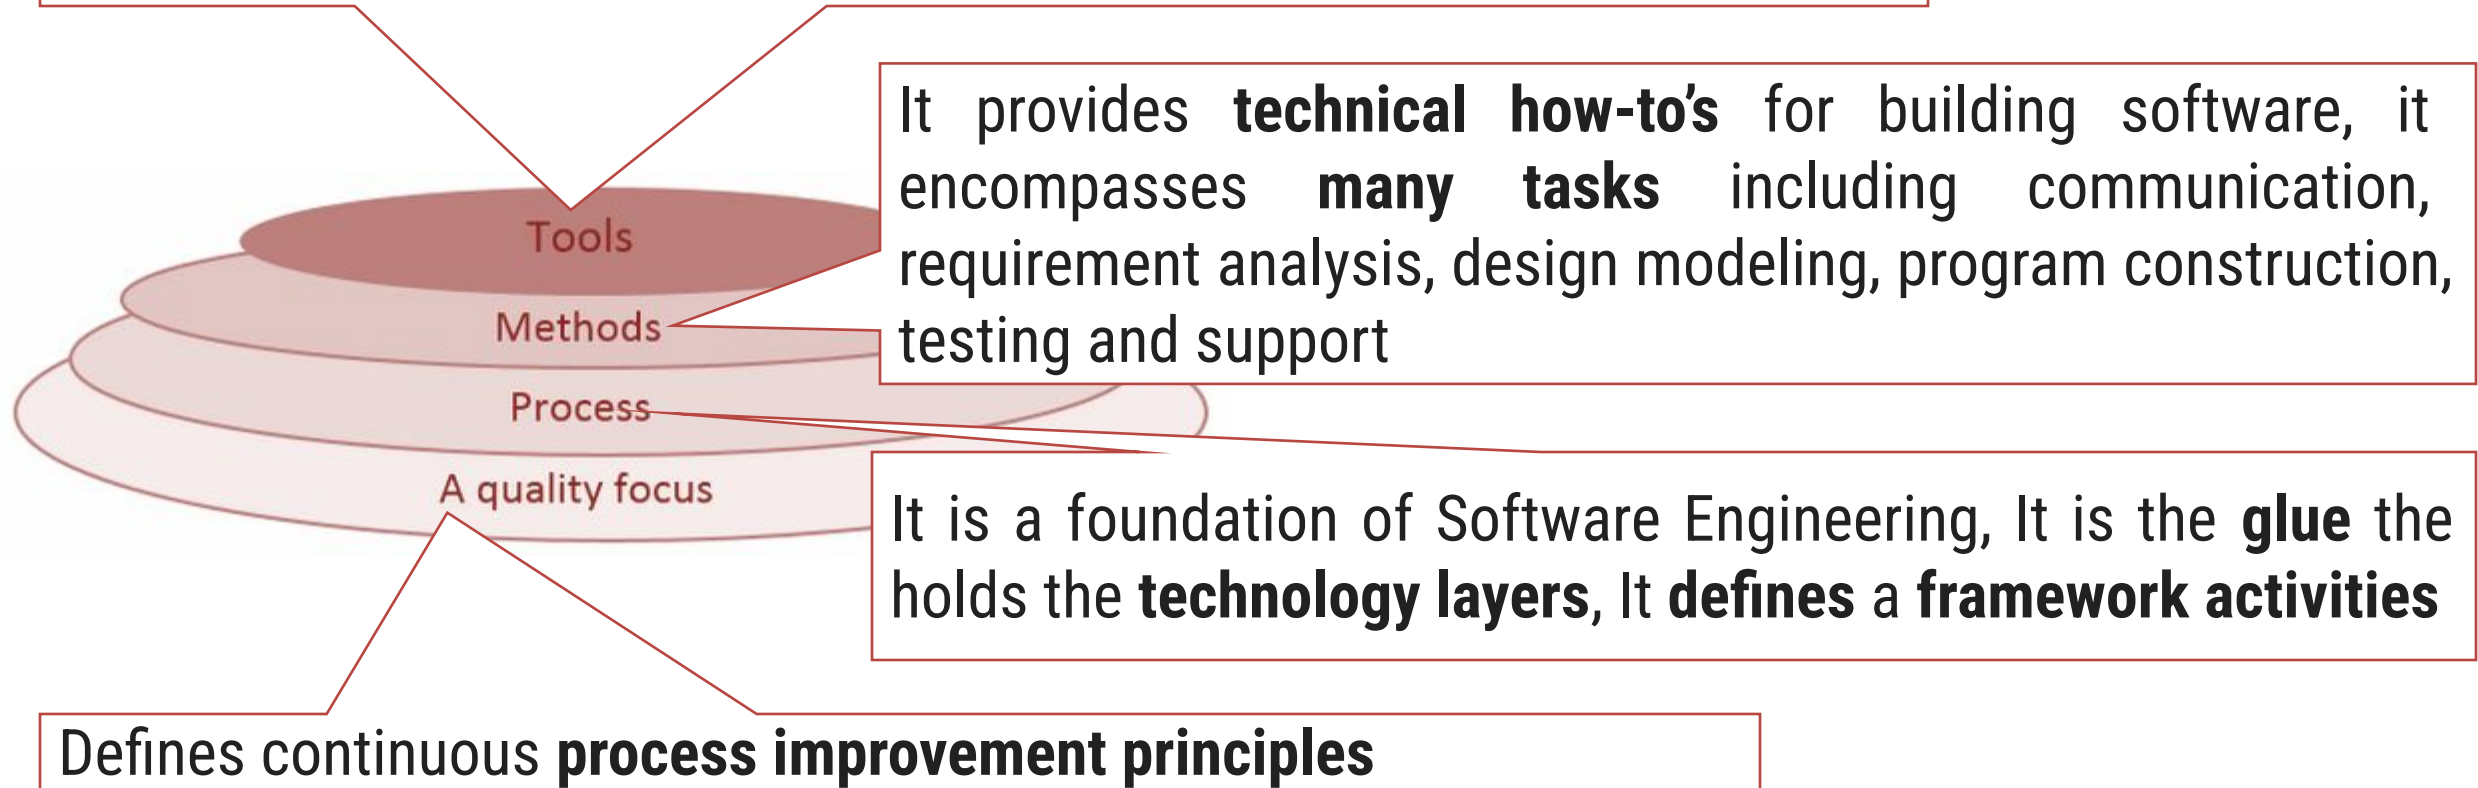 It provides technical how-to’s for building software, it
encompasses many tasks including communication,
requirement analysis, design modeling, program construction,
testing and support
Tools
Methods
Process
A quality focus
It is a foundation of Software Engineering, It is the glue the
holds the technology layers, It defines a framework activities
Defines continuous process improvement principles